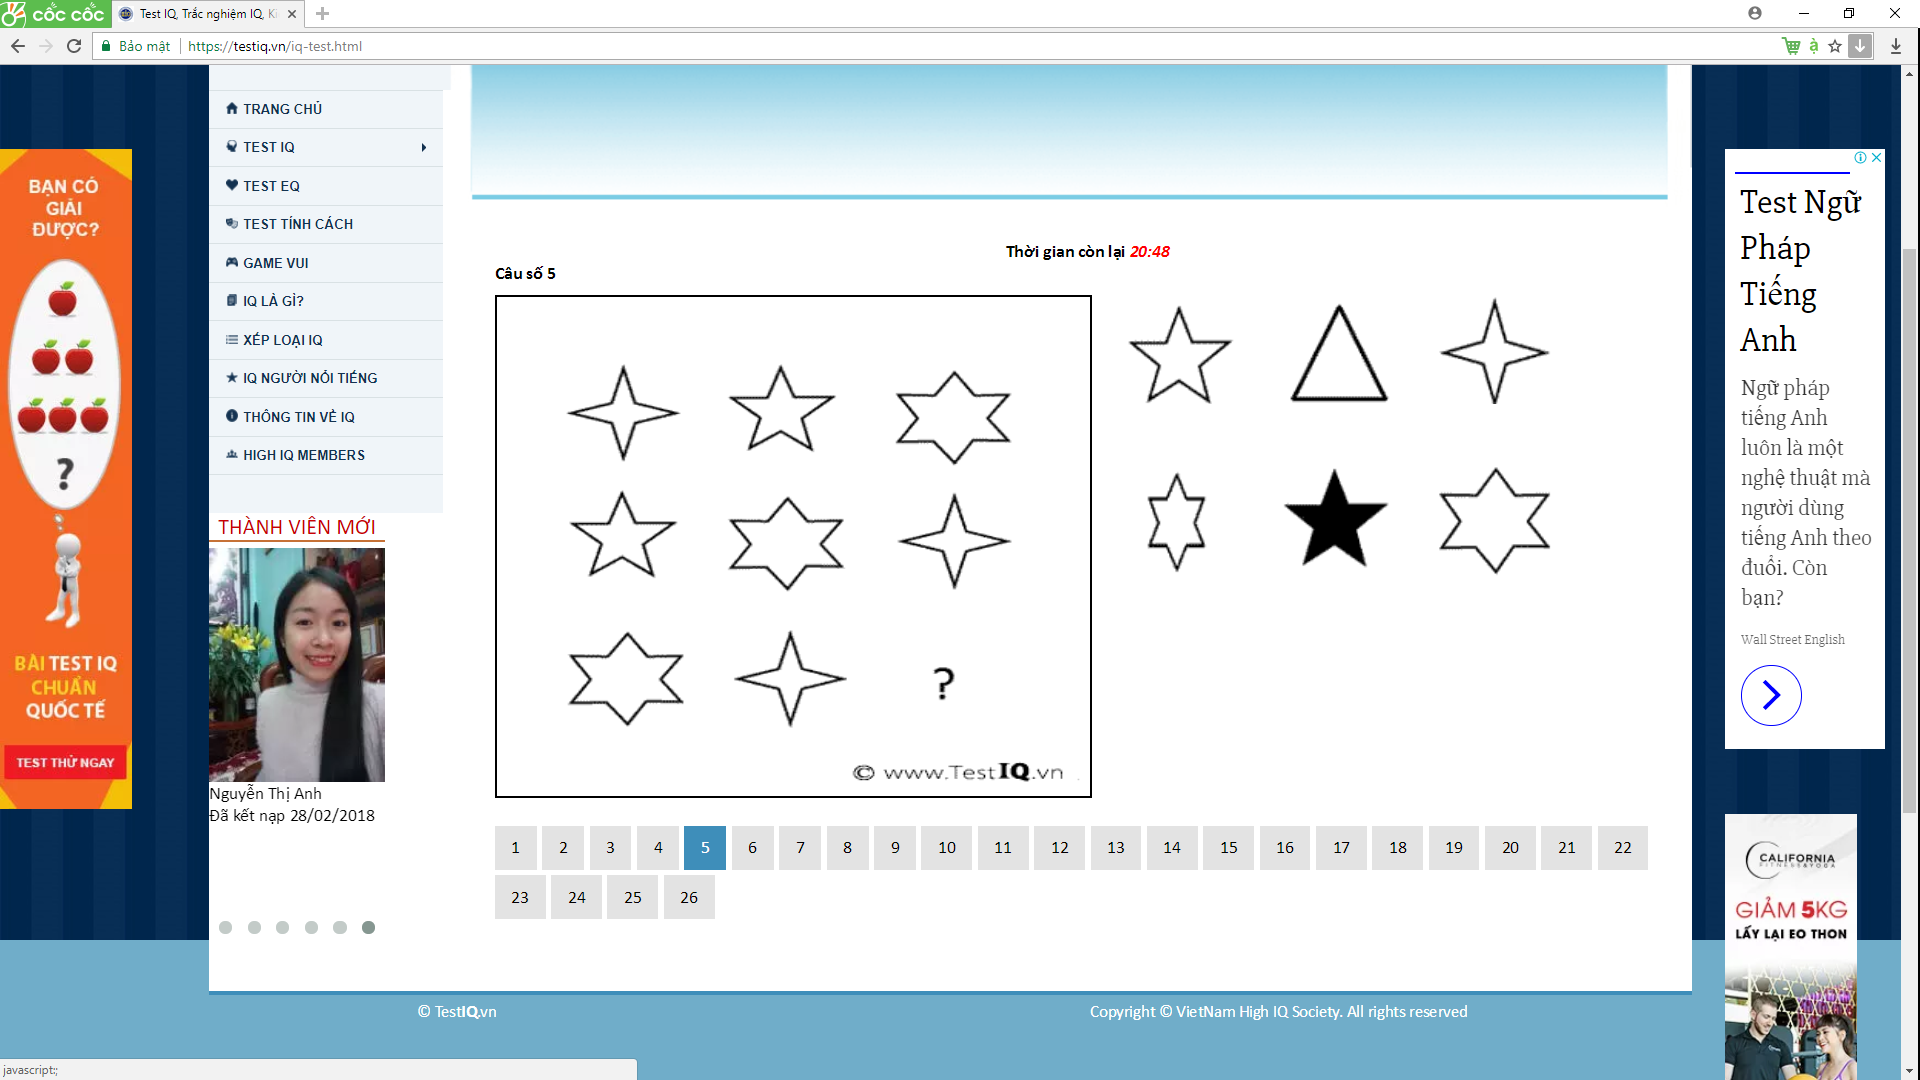 cốc cốc
Test IQ, Trắc nghiệm IQ, Ki
Bảo mật
https://testiq.vn/iq-test.html
BẠN CÓ
GIẢI
ĐƯỢC?
?
BÀI TEST IQ
CHUẨN
QUỐC TẾ
TEST THỬ NGAY
TRANG CHỦ
TEST IQ
TEST EQ
TEST TÍNH CÁCH
GAME VUI
IQ LÀ GÌ?
XẾP LOẠI IQ
IQ NGƯỜI NỔI TIẾNG
THÔNG TIN VỀ IQ
HIGH IQ MEMBERS
THÀNH VIÊN MỚI
Nguyễn Thị Anh
Đã kết nạp 28/02/2018
Thời gian còn lại 20:48
Câu số 5
?
© www.TestIQ.vn
1 2 3 4 5 6 7 8 9 10 11 12 13 14 15 16 17 18 19 20 21 22
23 24 25 26
Test Ngữ
Pháp
Tiếng
Anh
Ngữ pháp
tiếng Anh
luôn là một
nghệ thuật mà
người dùng
tiếng Anh theo
đuổi. Còn
bạn?
Wall Street English
CALIFORNIA
FITNESS & YOGA
GIẢM 5KG
LẤY LẠI EO THON
© TestIQ.vn
Copyright © VietNam High IQ Society. All rights reserved
javascript:;